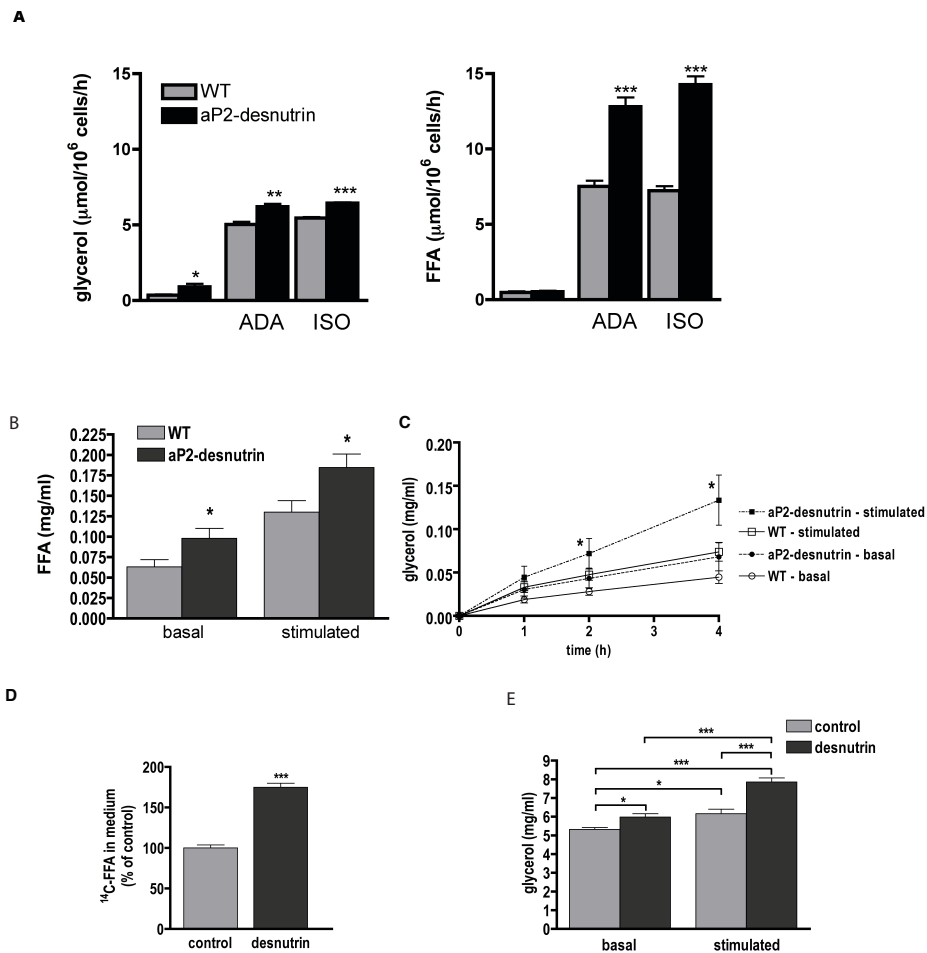 A
glycerol (µmol/10⁶ cells/h)
15
10
5
0
WT
aP2-desnutrin
*
**
***
ADA
ISO
FFA (µmol/10⁶ cells/h)
15
10
5
0
***
***
ADA
ISO
B
FFA (mg/ml)
0.225
0.200
0.175
0.150
0.125
0.100
0.075
0.050
0.025
0.000
WT
aP2-desnutrin
*
*
basal
stimulated
C
glycerol (mg/ml)
0.20
0.15
0.10
0.05
0.00
*
*
0
1
2
3
4
time (h)
aP2-desnutrin - stimulated
WT - stimulated
aP2-desnutrin - basal
WT - basal
D
¹⁴C-FFA in medium
(% of control)
200
150
100
50
0
***
control
desnutrin
E
control
desnutrin
glycerol (mg/ml)
9
8
7
6
5
4
3
2
1
0
***
***
***
*
*
basal
stimulated